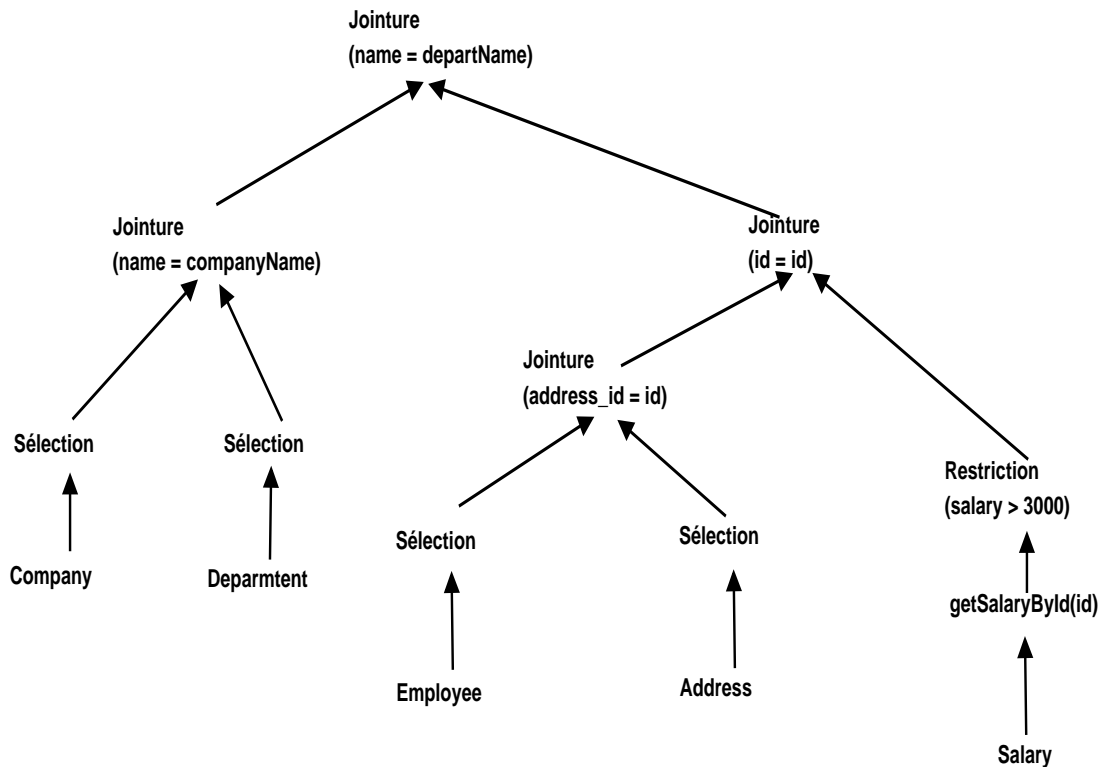 Jointure
(name = departName)
Jointure
(name = companyName)
Jointure
(id = id)
Jointure
(address_id = id)
Sélection
Sélection
Restriction
(salary > 3000)
Sélection
Sélection
Company
Deparmtent
getSalaryById(id)
Employee
Address
Salary